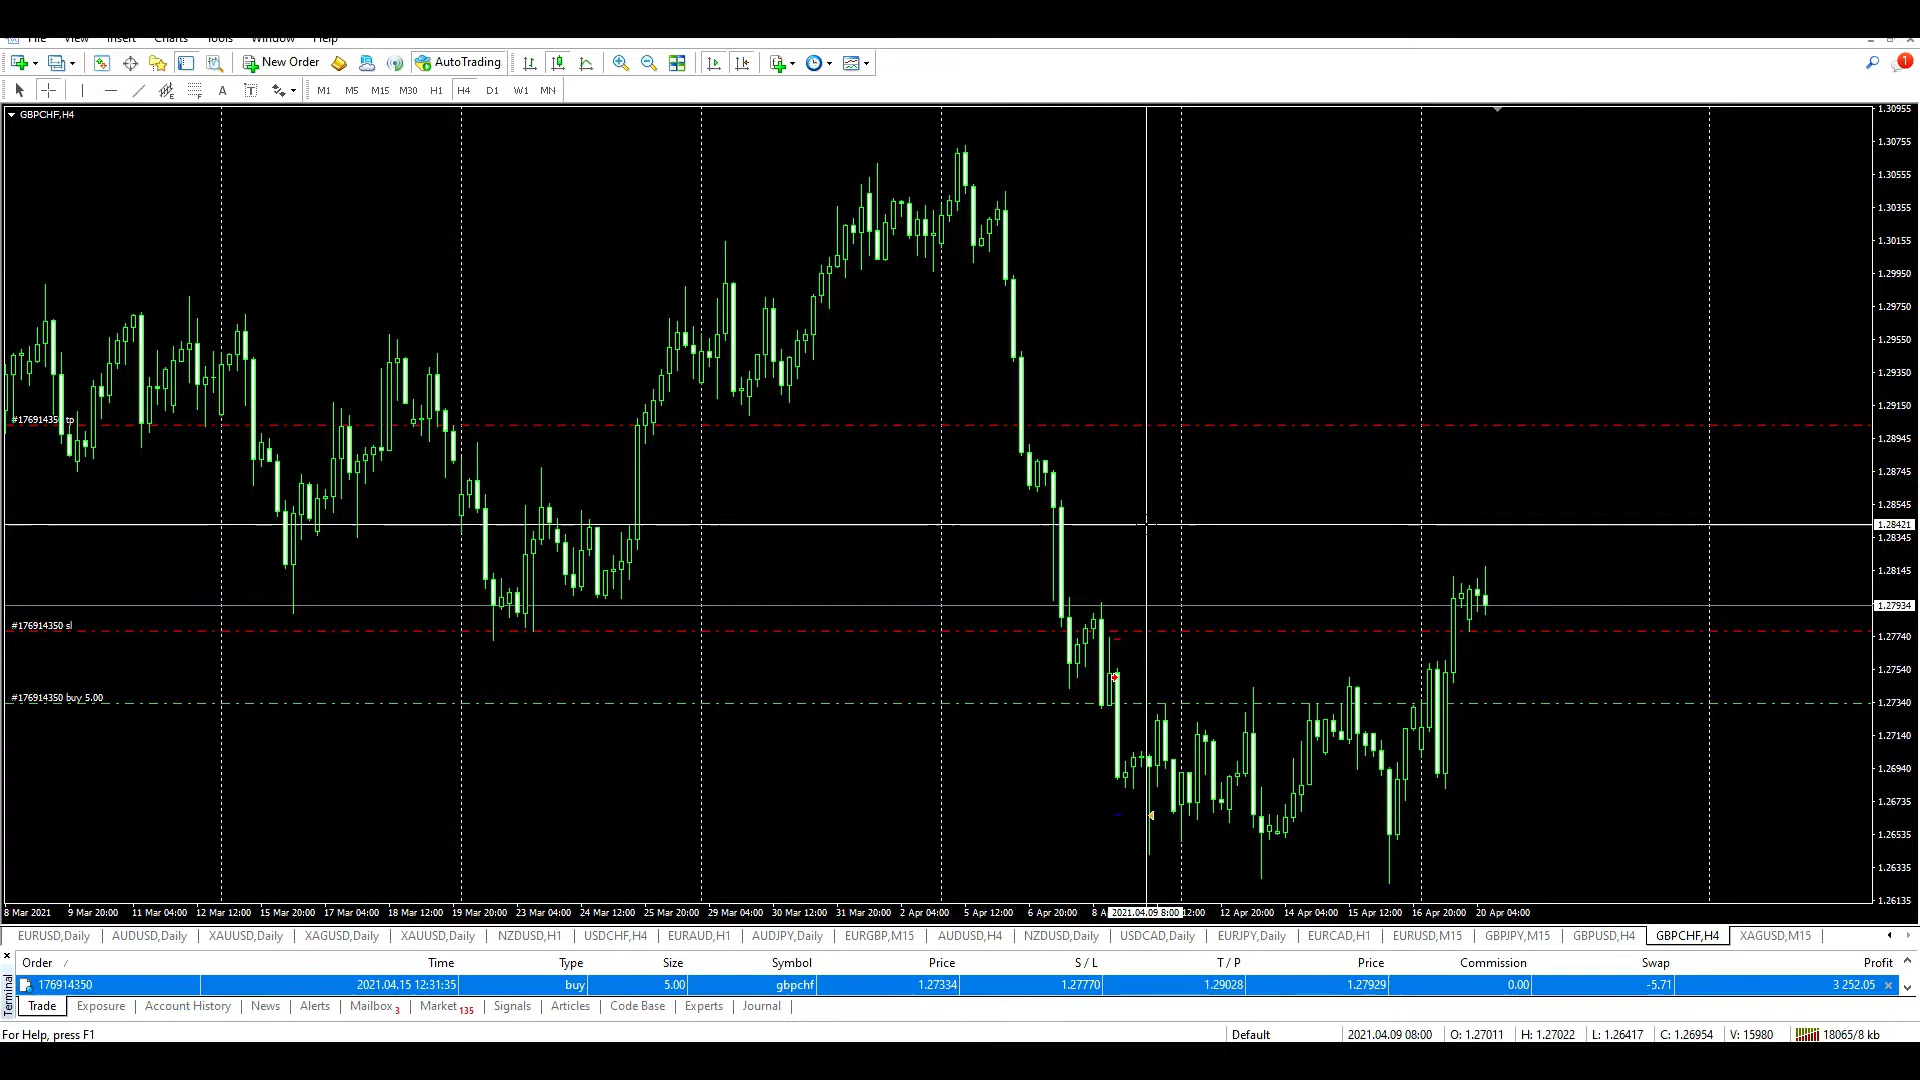 File View Insert Charts Tools Window Help
New Order AutoTrading 1
A T M1 M5 M15 M30 H1 H4 D1 W1 MN
GBPCHF,H4
1.30955
1.30755
1.30555
1.30355
1.30155
1.29950
1.29750
1.29550
1.29350
1.29150
#176914350 tp
1.28945
1.28745
1.28545
1.28421
1.28345
1.28145
1.27934
#176914350 sl
1.27740
1.27540
#176914350 buy 5.00
1.27340
1.27140
1.26940
1.26735
1.26535
1.26335
1.26135
8 Mar 2021 9 Mar 20:00 11 Mar 04:00 12 Mar 12:00 15 Mar 20:00 17 Mar 04:00 18 Mar 12:00 19 Mar 20:00 23 Mar 04:00 24 Mar 12:00 25 Mar 20:00 29 Mar 04:00 30 Mar 12:00 31 Mar 20:00 2 Apr 04:00 5 Apr 12:00 6 Apr 20:00 8 A 2021.04.09 8:00 12:00 12 Apr 20:00 14 Apr 04:00 15 Apr 12:00 16 Apr 20:00 20 Apr 04:00
EURUSD,Daily AUDUSD,Daily XAUUSD,Daily XAGUSD,Daily XAUUSD,Daily NZDUSD,H1 USDCHF,H4 EURAUD,H1 AUDJPY,Daily EURGBP,M15 AUDUSD,H4 NZDUSD,Daily USDCAD,Daily EURJPY,Daily EURCAD,H1 EURUSD,M15 GBPJPY,M15 GBPUSD,H4 GBPCHF,H4 XAGUSD,M15
Order / Time Type Size Symbol Price S / L T / P Price Commission Swap Profit
176914350 2021.04.15 12:31:35 buy 5.00 gbpchf 1.27334 1.27770 1.29028 1.27929 0.00 -5.71 3 252.05
Terminal
Trade Exposure Account History News Alerts Mailbox 3 Market 135 Signals Articles Code Base Experts Journal
For Help, press F1 Default 2021.04.09 08:00 O: 1.27011 H: 1.27022 L: 1.26417 C: 1.26954 V: 15980 18065/8 kb